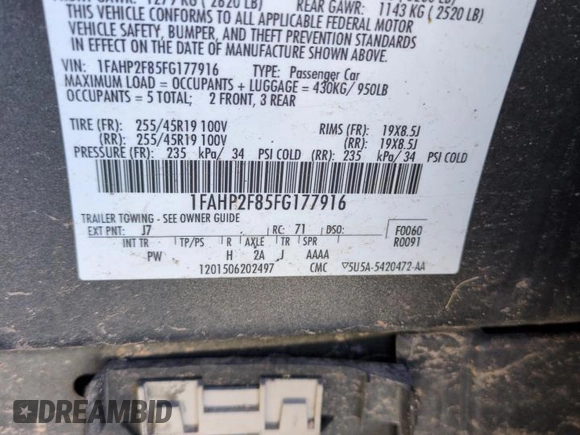 1277 KG ( 2820 LB)
REAR GAWR: 1143 KG ( 2520 LB)
THIS VEHICLE CONFORMS TO ALL APPLICABLE FEDERAL MOTOR
VEHICLE SAFETY, BUMPER, AND THEFT PREVENTION STANDARDS
IN EFFECT ON THE DATE OF MANUFACTURE SHOWN ABOVE.
VIN: 1FAHP2F85FG177916 TYPE: Passenger Car
MAXIMUM LOAD = OCCUPANTS + LUGGAGE = 430KG/ 950LB
OCCUPANTS = 5 TOTAL; 2 FRONT, 3 REAR
TIRE (FR): 255/45R19 100V RIMS (FR): 19X8.5J
(RR): 255/45R19 100V (RR): 19X8.5J
PRESSURE (FR): 235 kPa/ 34 PSI COLD (RR): 235 kPa/ 34 PSI COLD
1FAHP2F85FG177916
TRAILER TOWING - SEE OWNER GUIDE
EXT PNT: J7 RC: 71 DSO: F0060
R0091
INT TR TP/PS R AXLE TR SPR
PW H 2A J AAAA
1201506202497 CMC ▽5U5A-5420472-AA
DREAMBID